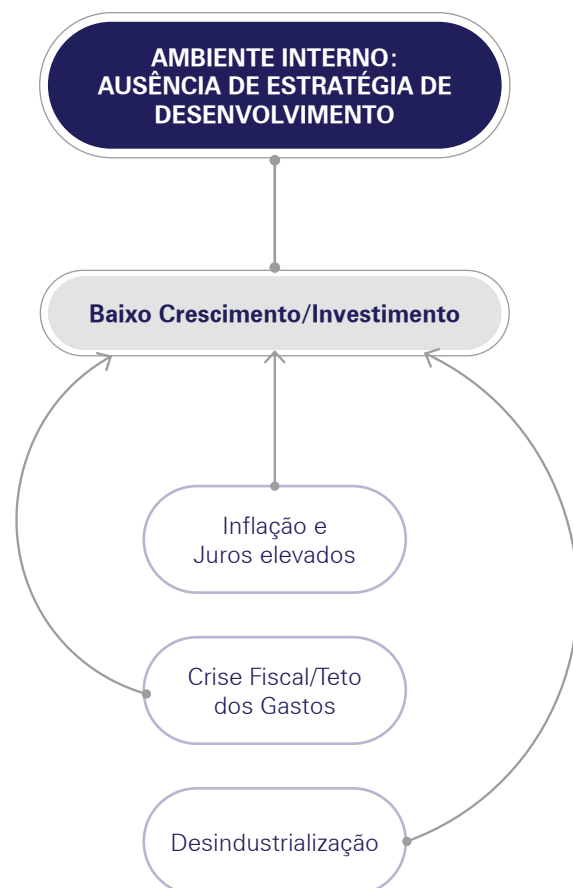 AMBIENTE INTERNO:
AUSÊNCIA DE ESTRATÉGIA DE
DESENVOLVIMENTO
Baixo Crescimento/Investimento
Inflação e
Juros elevados
Crise Fiscal/Teto
dos Gastos
Desindustrialização